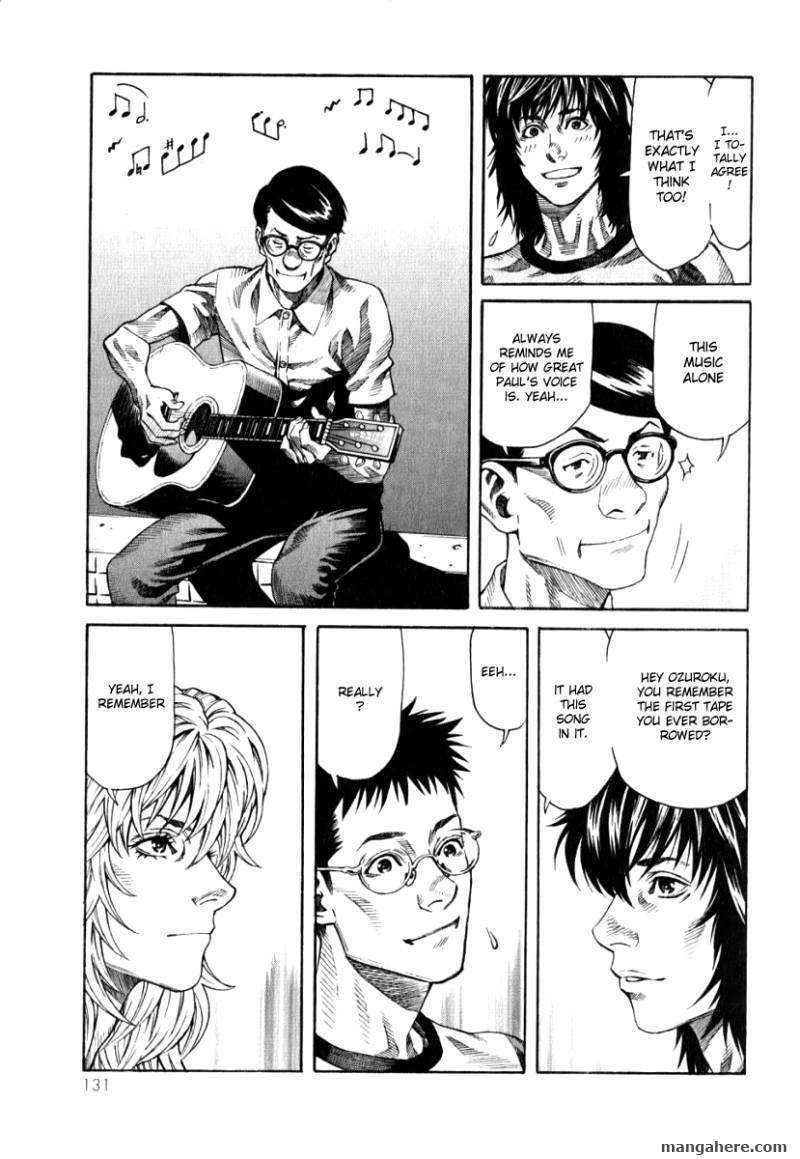 I...
I TO-
TALLY
AGREE
!
THAT'S
EXACTLY
WHAT I
THINK
TOO!
THIS
MUSIC
ALONE
ALWAYS
REMINDS ME
OF HOW GREAT
PAUL'S VOICE
IS. YEAH...
HEY OZUROKU,
YOU REMEMBER
THE FIRST TAPE
YOU EVER BOR-
ROWED?
IT HAD
THIS
SONG
IN IT.
EEH...
REALLY
?
YEAH, I
REMEMBER
131
mangahere.com